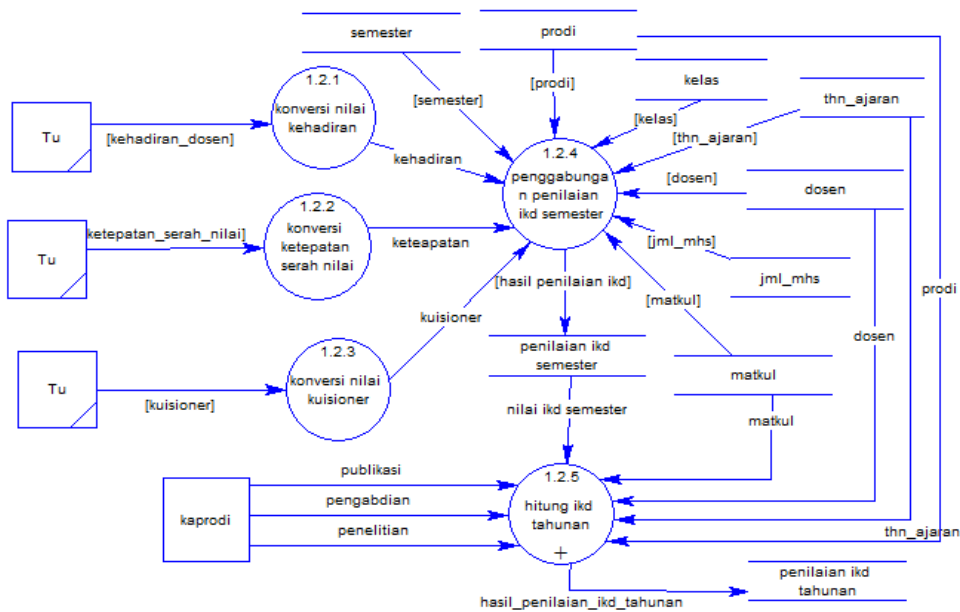 semester
prodi
1.2.1
konversi nilai
kehadiran
[semester]
[prodi]
kelas
Tu
[kehadiran_dosen]
[kelas]
thn_ajaran
[thn_ajaran]
kehadiran
1.2.4
penggabunga
n penilaian
ikd semester
[dosen]
dosen
1.2.2
konversi
ketepatan
serah nilai
ketepatan_serah_nilai]
Tu
keteapatan
[jml_mhs]
jml_mhs
[hasil penilaian ikd]
[matkul]
prodi
kuisioner
dosen
1.2.3
konversi nilai
kuisioner
penilaian ikd
semester
Tu
[kuisioner]
matkul
nilai ikd semester
matkul
publikasi
1.2.5
hitung ikd
tahunan
+
kaprodi
pengabdian
penelitian
thn_ajaran
penilaian ikd
tahunan
hasil_penilaian_ikd_tahunan